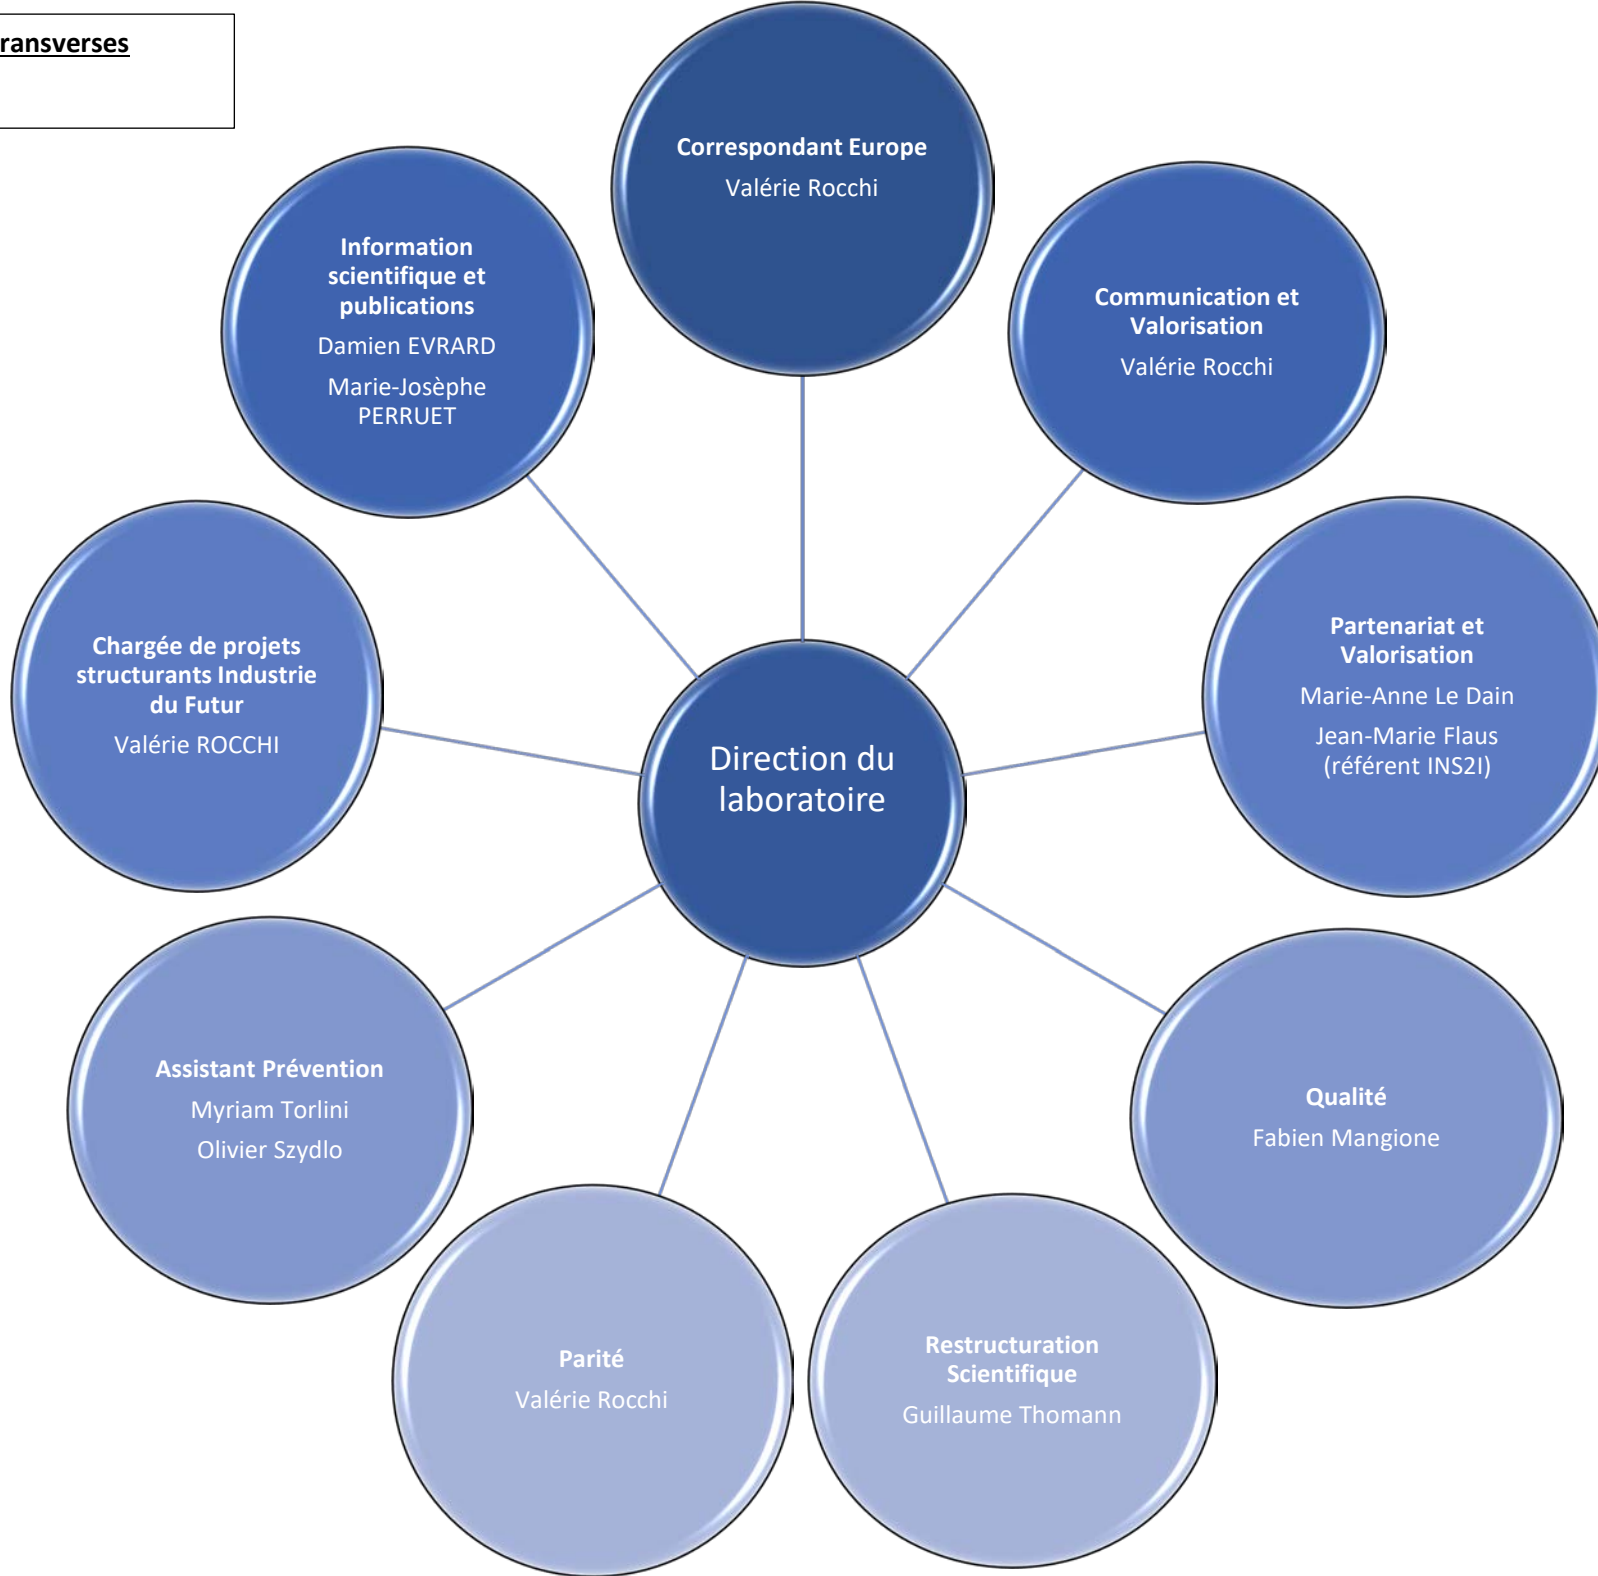 ransverses
Correspondant Europe
Valérie Rocchi
Communication et
Valorisation
Valérie Rocchi
Partenariat et
Valorisation
Marie-Anne Le Dain
Jean-Marie Flaus
(référent INS2I)
Qualité
Fabien Mangione
Restructuration
Scientifique
Guillaume Thomann
Parité
Valérie Rocchi
Assistant Prévention
Myriam Torlini
Olivier Szydlo
Chargée de projets
structurants Industrie
du Futur
Valérie ROCCHI
Information
scientifique et
publications
Damien EVRARD
Marie-Josèphe
PERRUET
Direction du
laboratoire